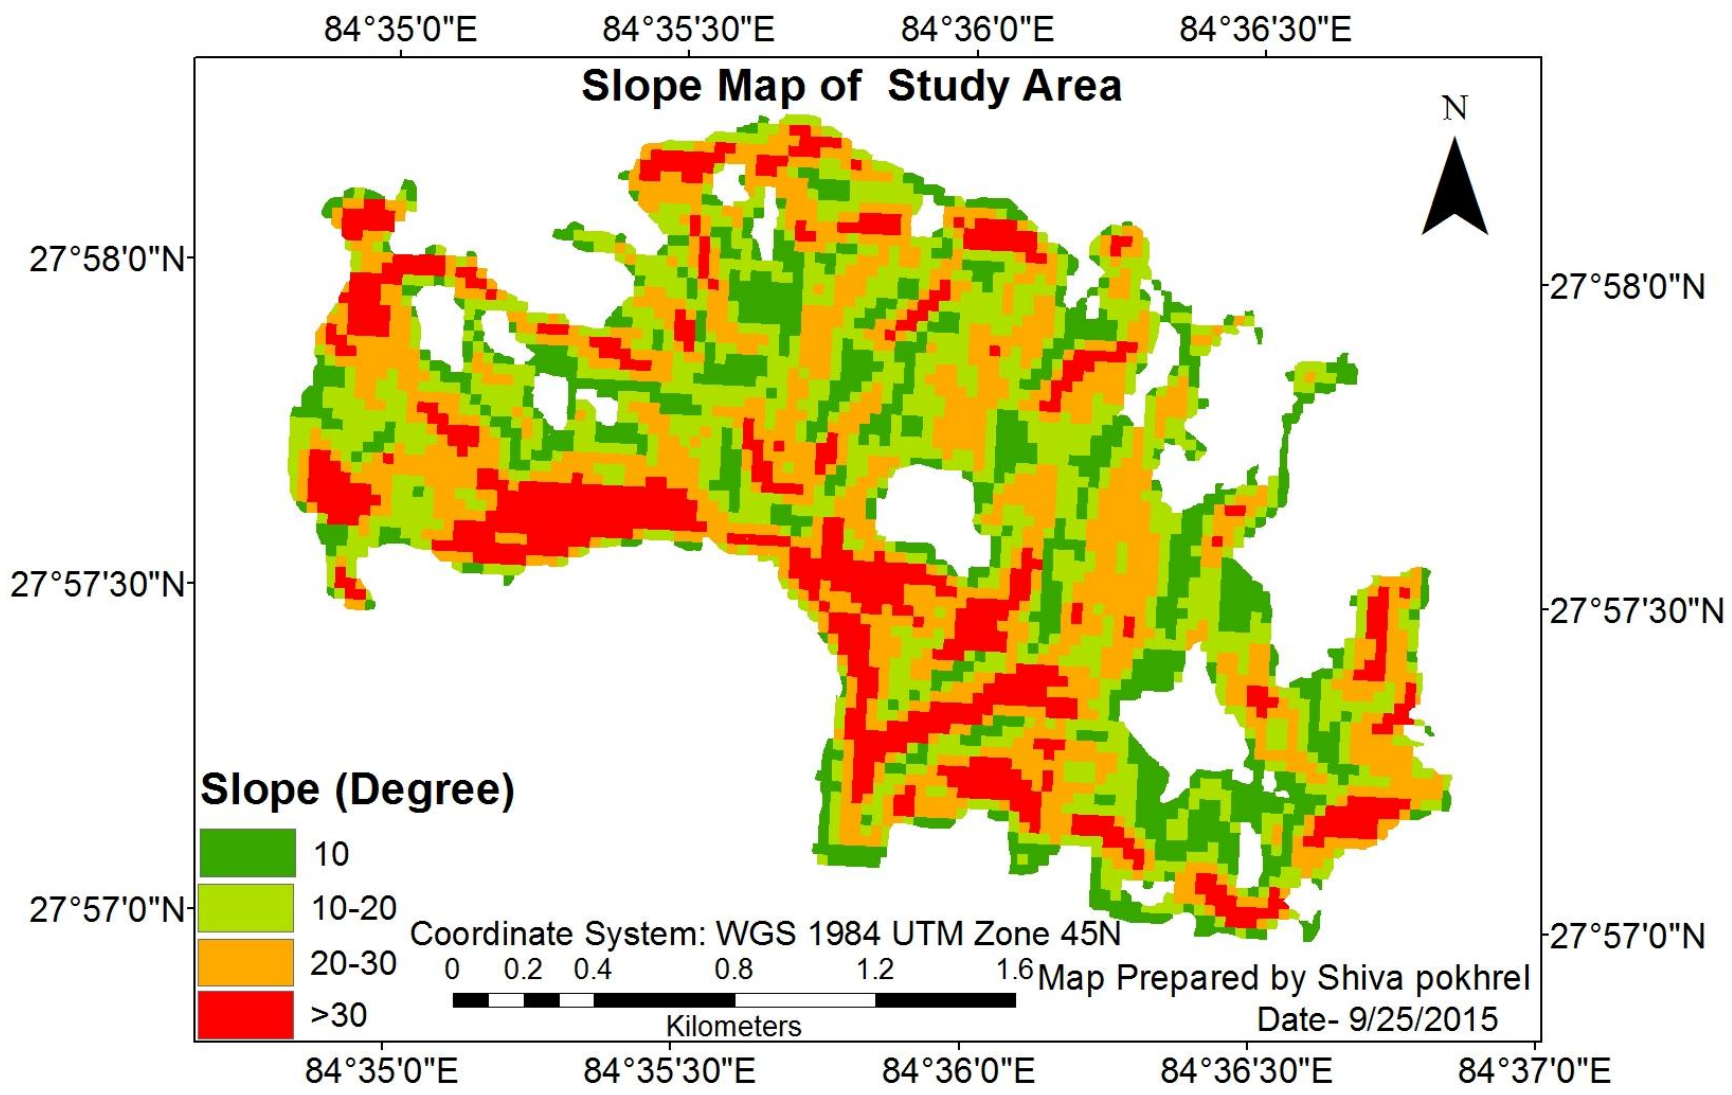 84°35'0"E 84°35'30"E 84°36'0"E 84°36'30"E
Slope Map of Study Area
N
27°58'0"N
27°58'0"N
27°57'30"N
27°57'30"N
27°57'0"N
27°57'0"N
Slope (Degree)
10
10-20
20-30
>30
Coordinate System: WGS 1984 UTM Zone 45N
0 0.2 0.4 0.8 1.2 1.6
Kilometers
Map Prepared by Shiva pokhrel
Date- 9/25/2015
84°35'0"E 84°35'30"E 84°36'0"E 84°36'30"E 84°37'0"E